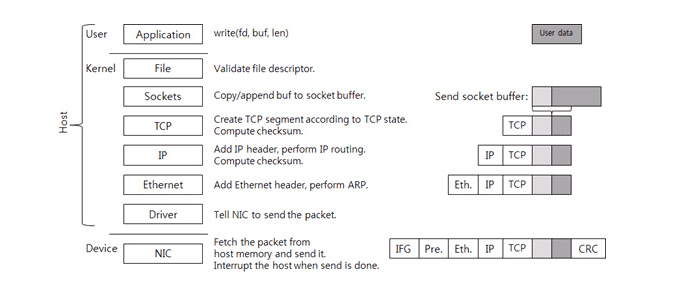 User Application write(fd, buf, len) User data
Kernel File Validate file descriptor.
Sockets Copy/append buf to socket buffer. Send socket buffer:
Host
TCP Create TCP segment according to TCP state. TCP
Compute checksum.
IP Add IP header, perform IP routing. IP TCP
Compute checksum.
Ethernet Add Ethernet header, perform ARP. Eth. IP TCP
Driver Tell NIC to send the packet.
Device NIC Fetch the packet from IFG Pre. Eth. IP TCP CRC
host memory and send it.
Interrupt the host when send is done.